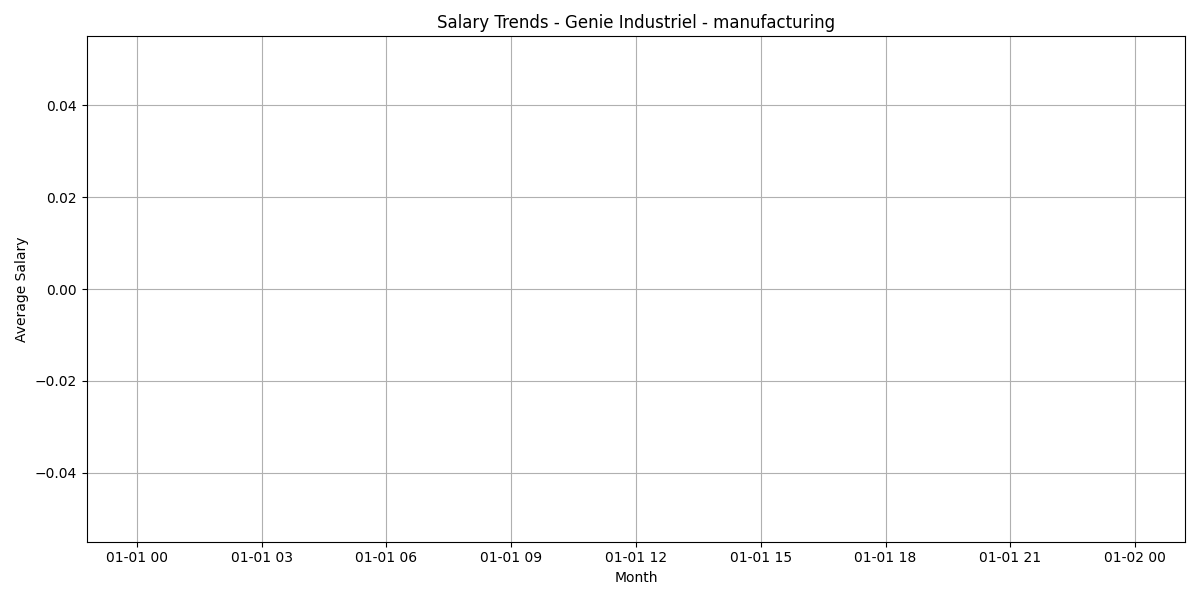 Salary Trends - Genie Industriel - manufacturing
0.04
0.02
0.00
−0.02
−0.04
Average Salary
01-01 00 01-01 03 01-01 06 01-01 09 01-01 12 01-01 15 01-01 18 01-01 21 01-02 00
Month